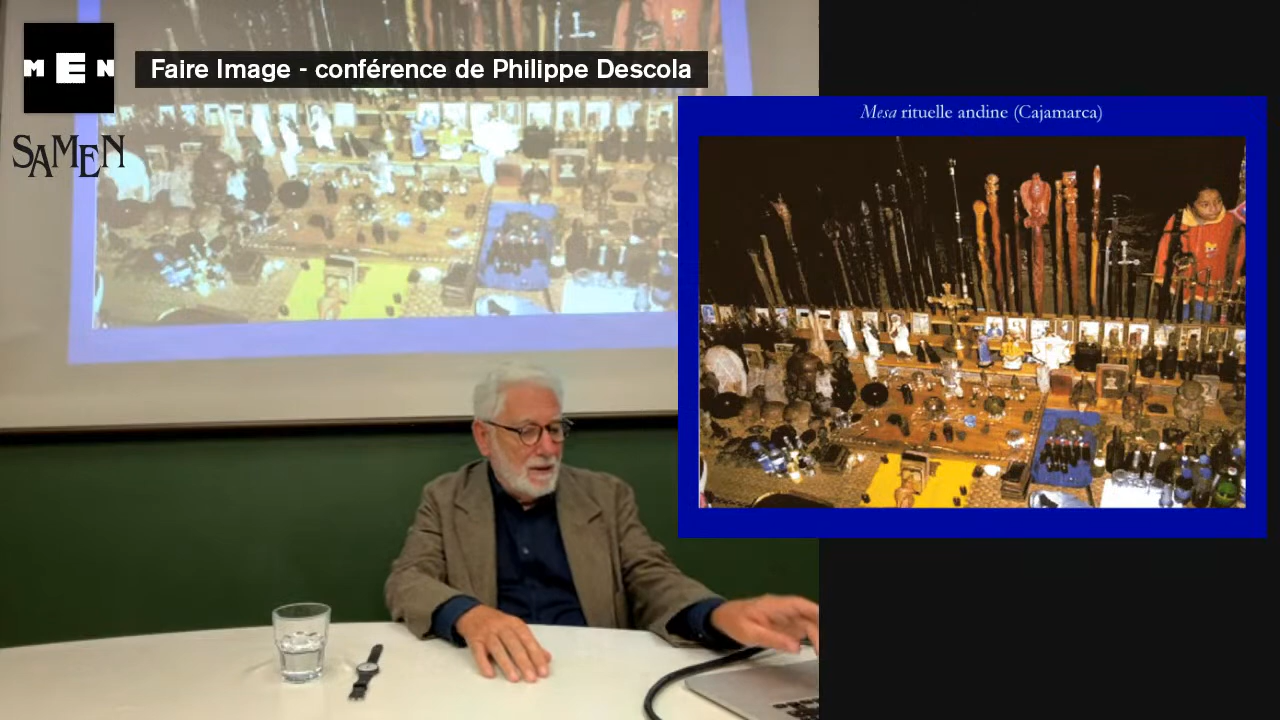 MEN
Faire Image - conférence de Philippe Descola
SAMEN
Mesa rituelle andine (Cajamarca)